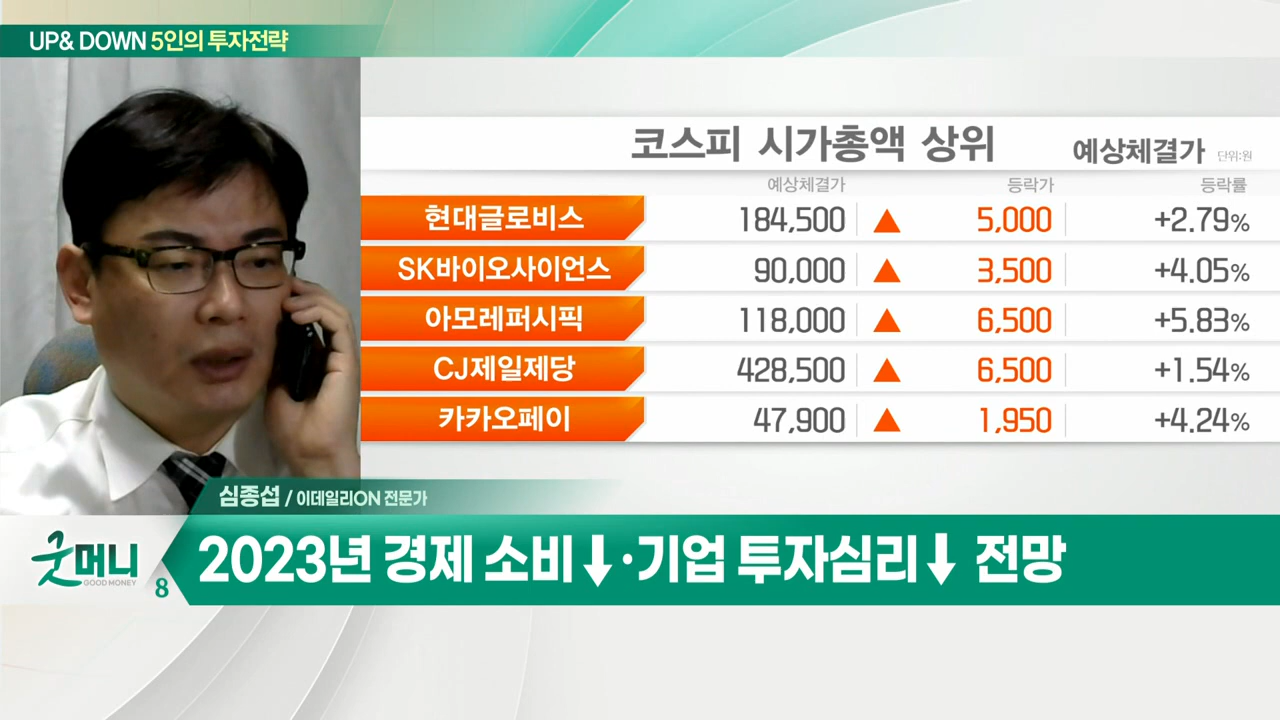 UP& DOWN 5인의 투자전략
코스피 시가총액 상위 예상체결가 단위:원
예상체결가 등락가 등락률
현대글로비스 184,500 ▲ 5,000 +2.79%
SK바이오사이언스 90,000 ▲ 3,500 +4.05%
아모레퍼시픽 118,000 ▲ 6,500 +5.83%
CJ제일제당 428,500 ▲ 6,500 +1.54%
카카오페이 47,900 ▲ 1,950 +4.24%
심종섭 / 이데일리ON 전문가
굿머니
GOOD MONEY
8
2023년 경제 소비↓·기업 투자심리↓ 전망